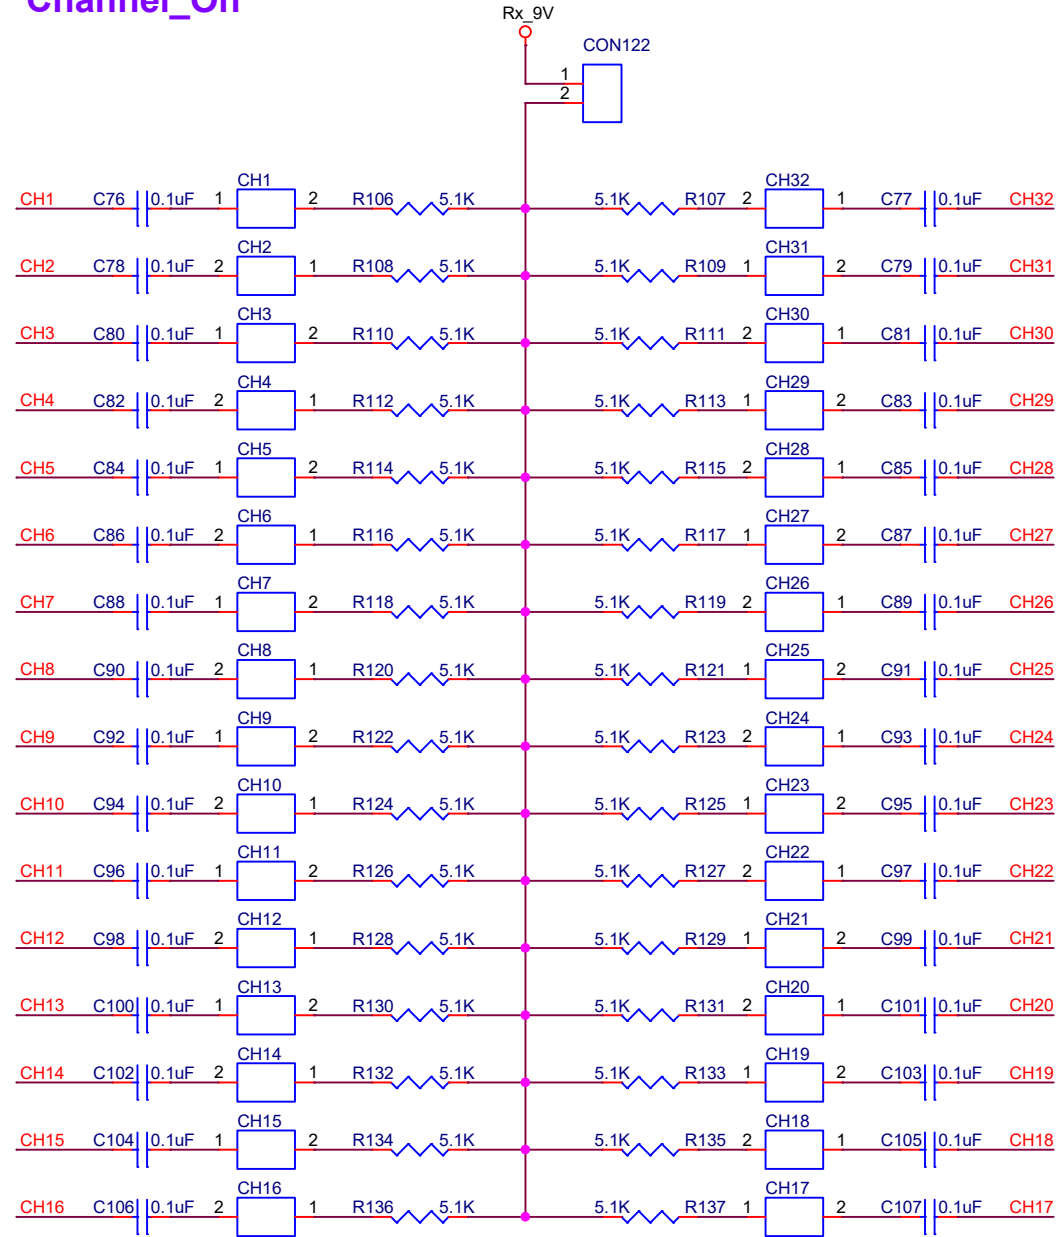 Channel_On
Rx_9V
CON122
1
2
CH1 C76 0.1uF 1 CH1 2 R106 5.1K 5.1K R107 2 CH32 1 C77 0.1uF CH32
CH2 C78 0.1uF 2 CH2 1 R108 5.1K 5.1K R109 1 CH31 2 C79 0.1uF CH31
CH3 C80 0.1uF 1 CH3 2 R110 5.1K 5.1K R111 2 CH30 1 C81 0.1uF CH30
CH4 C82 0.1uF 2 CH4 1 R112 5.1K 5.1K R113 1 CH29 2 C83 0.1uF CH29
CH5 C84 0.1uF 1 CH5 2 R114 5.1K 5.1K R115 2 CH28 1 C85 0.1uF CH28
CH6 C86 0.1uF 2 CH6 1 R116 5.1K 5.1K R117 1 CH27 2 C87 0.1uF CH27
CH7 C88 0.1uF 1 CH7 2 R118 5.1K 5.1K R119 2 CH26 1 C89 0.1uF CH26
CH8 C90 0.1uF 2 CH8 1 R120 5.1K 5.1K R121 1 CH25 2 C91 0.1uF CH25
CH9 C92 0.1uF 1 CH9 2 R122 5.1K 5.1K R123 2 CH24 1 C93 0.1uF CH24
CH10 C94 0.1uF 2 CH10 1 R124 5.1K 5.1K R125 1 CH23 2 C95 0.1uF CH23
CH11 C96 0.1uF 1 CH11 2 R126 5.1K 5.1K R127 2 CH22 1 C97 0.1uF CH22
CH12 C98 0.1uF 2 CH12 1 R128 5.1K 5.1K R129 1 CH21 2 C99 0.1uF CH21
CH13 C100 0.1uF 1 CH13 2 R130 5.1K 5.1K R131 2 CH20 1 C101 0.1uF CH20
CH14 C102 0.1uF 2 CH14 1 R132 5.1K 5.1K R133 1 CH19 2 C103 0.1uF CH19
CH15 C104 0.1uF 1 CH15 2 R134 5.1K 5.1K R135 2 CH18 1 C105 0.1uF CH18
CH16 C106 0.1uF 2 CH16 1 R136 5.1K 5.1K R137 1 CH17 2 C107 0.1uF CH17